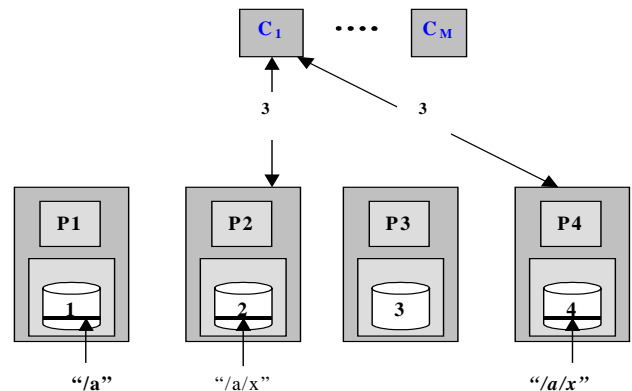 C1 •••• CM
3 3
P1 P2 P3 P4
1 2 3 4
“/a” “/a/x” “/a/x”